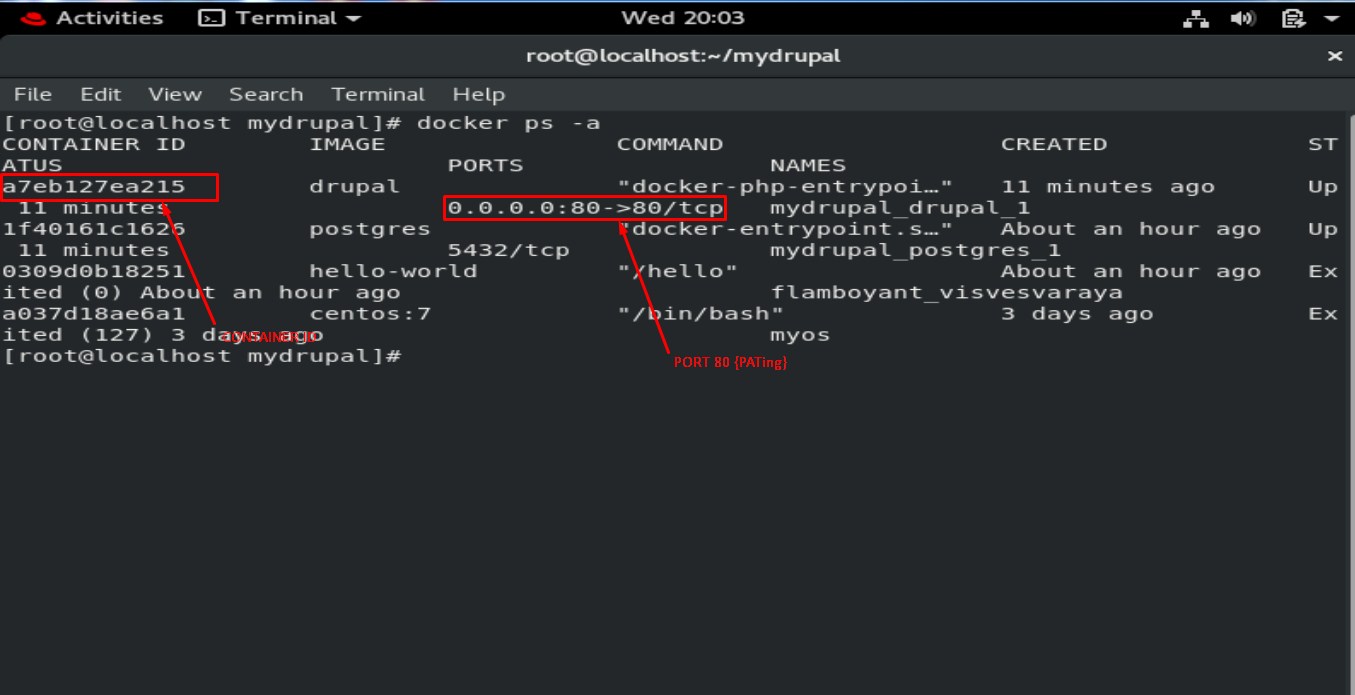 Activities Terminal Wed 20:03
root@localhost:~/mydrupal ×
File Edit View Search Terminal Help
[root@localhost mydrupal]# docker ps -a
CONTAINER ID IMAGE COMMAND CREATED ST
ATUS PORTS NAMES
a7eb127ea215 drupal "docker-php-entrypoi…" 11 minutes ago Up
11 minutes 0.0.0.0:80->80/tcp mydrupal_drupal_1
1f40161c1626 postgres "docker-entrypoint.s…" About an hour ago Up
11 minutes 5432/tcp mydrupal_postgres_1
0309d0b18251 hello-world "/hello" About an hour ago Ex
ited (0) About an hour ago flamboyant_visvesvaraya
a037d18ae6a1 centos:7 "/bin/bash" 3 days ago Ex
ited (127) 3 days ago myos
CONTAINER ID
[root@localhost mydrupal]#
PORT 80 {PATing}